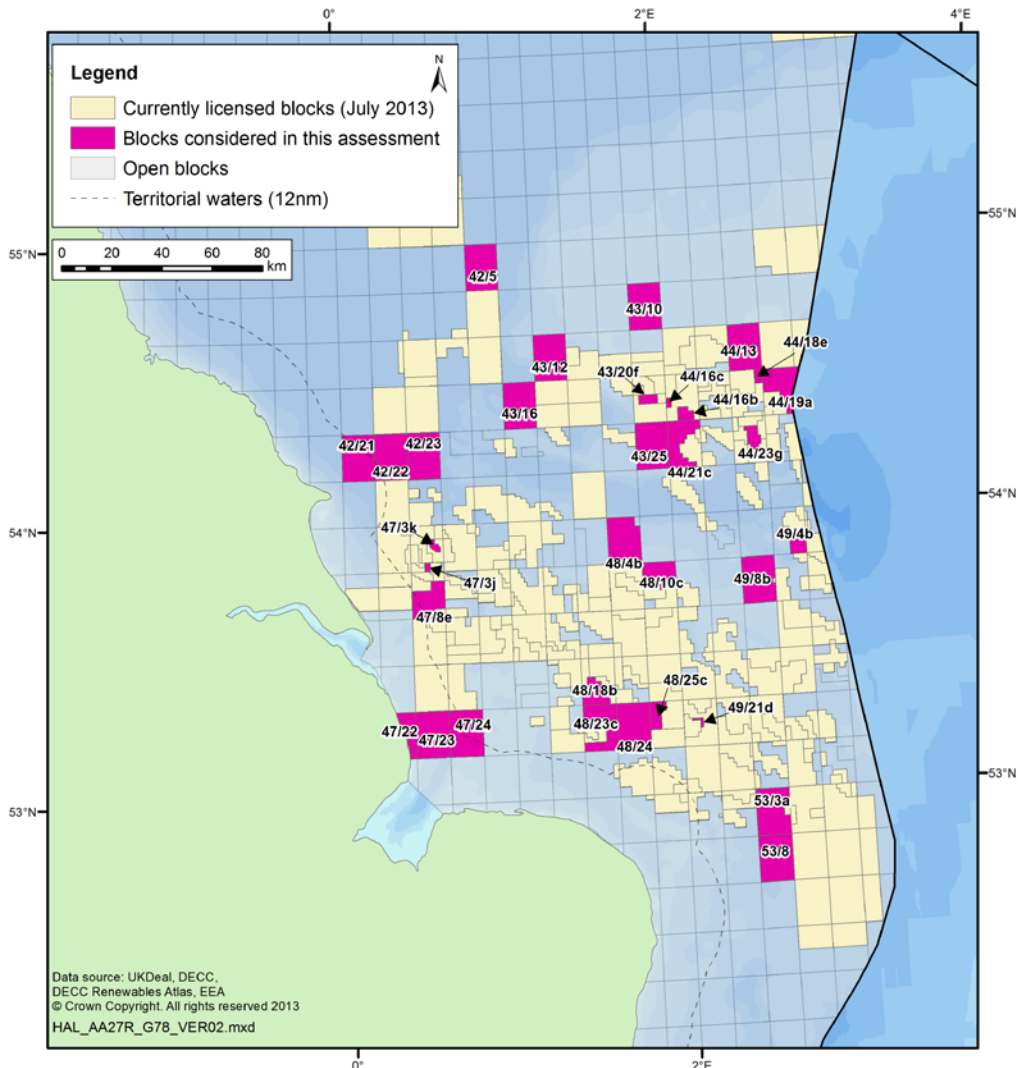 0°
2°E
4°E
Legend
N
Currently licensed blocks (July 2013)
Blocks considered in this assessment
Open blocks
Territorial waters (12nm)
55°N
55°N
0 20 40 60 80
km
42/5
43/10
44/13
44/18e
43/12
43/20f
44/16c
43/16
44/16b
44/19a
42/21
42/23
42/22
43/25
44/23g
44/21c
54°N
54°N
47/3k
49/4b
48/4b
47/3j
48/10c
49/8b
47/8e
48/18b
48/25c
49/21d
47/22
47/24
47/23
48/23c
48/24
53°N
53°N
53/3a
53/8
Data source: UKDeal, DECC,
DECC Renewables Atlas, EEA
© Crown Copyright. All rights reserved 2013
HAL_AA27R_G78_VER02.mxd
0°
2°E